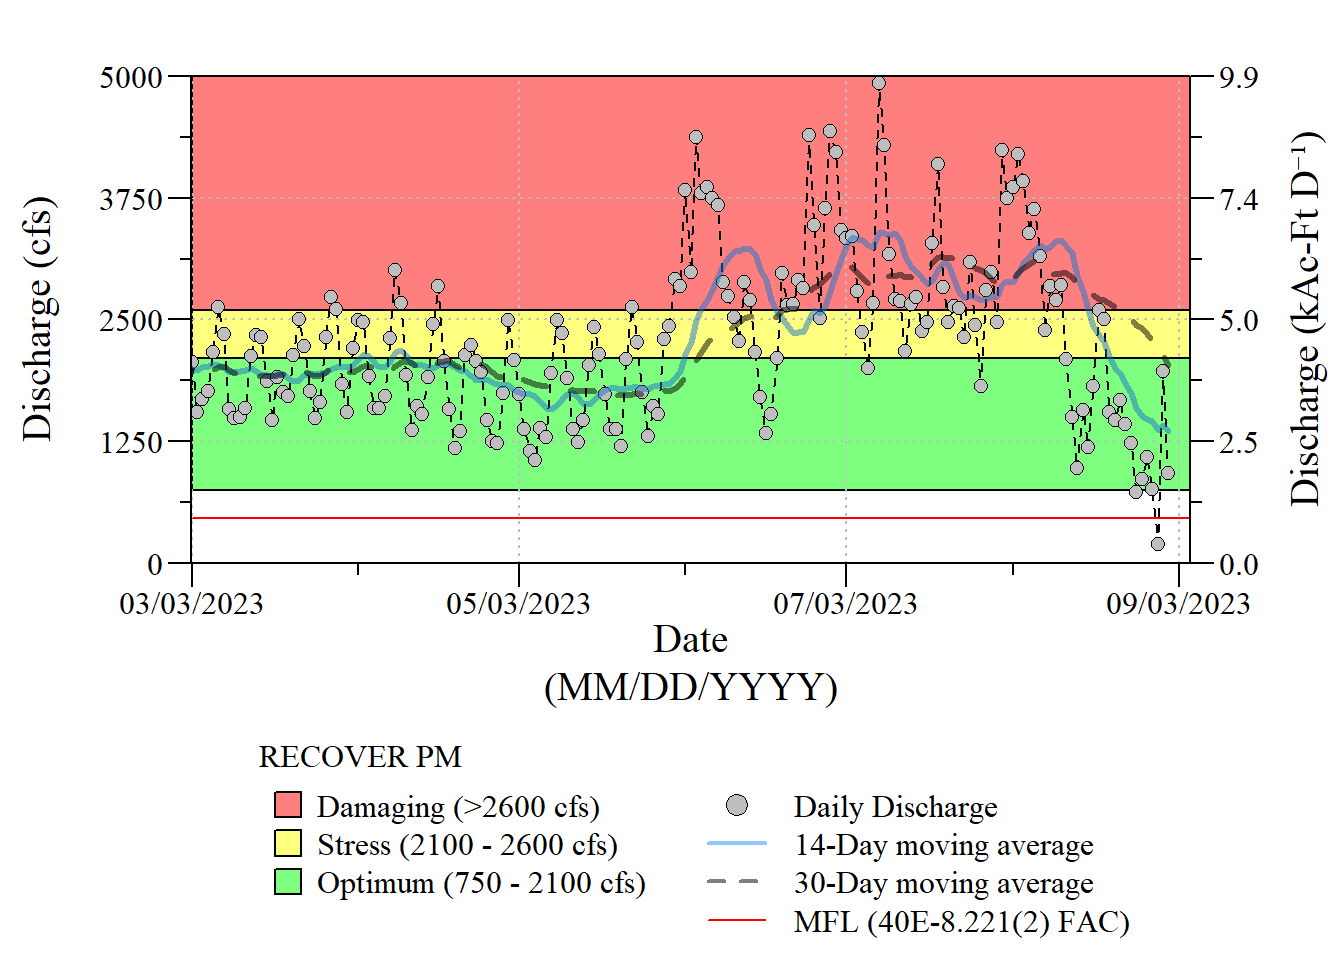 5000
3750
2500
1250
0
Discharge (cfs)
9.9
7.4
5.0
2.5
0.0
Discharge (kAc-Ft D⁻¹)
03/03/2023 05/03/2023 07/03/2023 09/03/2023
Date
(MM/DD/YYYY)
RECOVER PM
Damaging (>2600 cfs)
Stress (2100 - 2600 cfs)
Optimum (750 - 2100 cfs)
Daily Discharge
14-Day moving average
30-Day moving average
MFL (40E-8.221(2) FAC)